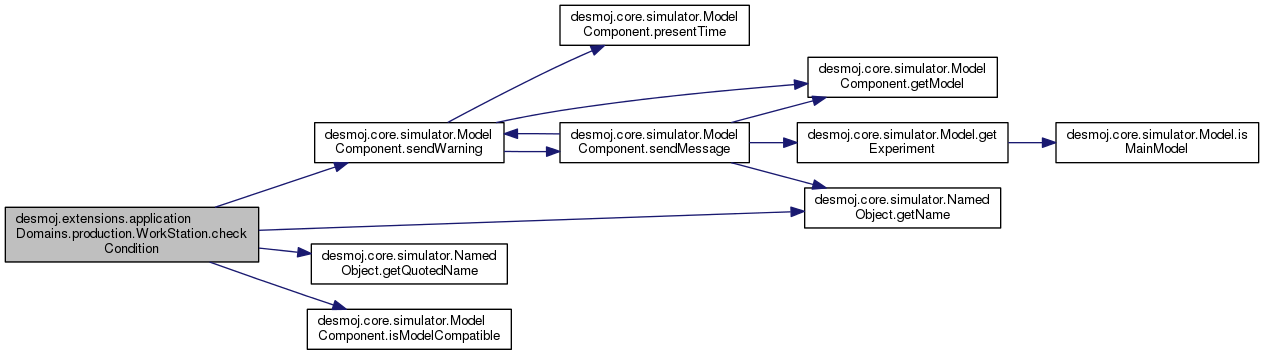 desmoj.core.simulator.Model
Component.presentTime
desmoj.core.simulator.Model
Component.getModel
desmoj.core.simulator.Model
Component.sendWarning
desmoj.core.simulator.Model
Component.sendMessage
desmoj.core.simulator.Model.get
Experiment
desmoj.core.simulator.Model.is
MainModel
desmoj.extensions.application
Domains.production.WorkStation.check
Condition
desmoj.core.simulator.Named
Object.getName
desmoj.core.simulator.Named
Object.getQuotedName
desmoj.core.simulator.Model
Component.isModelCompatible